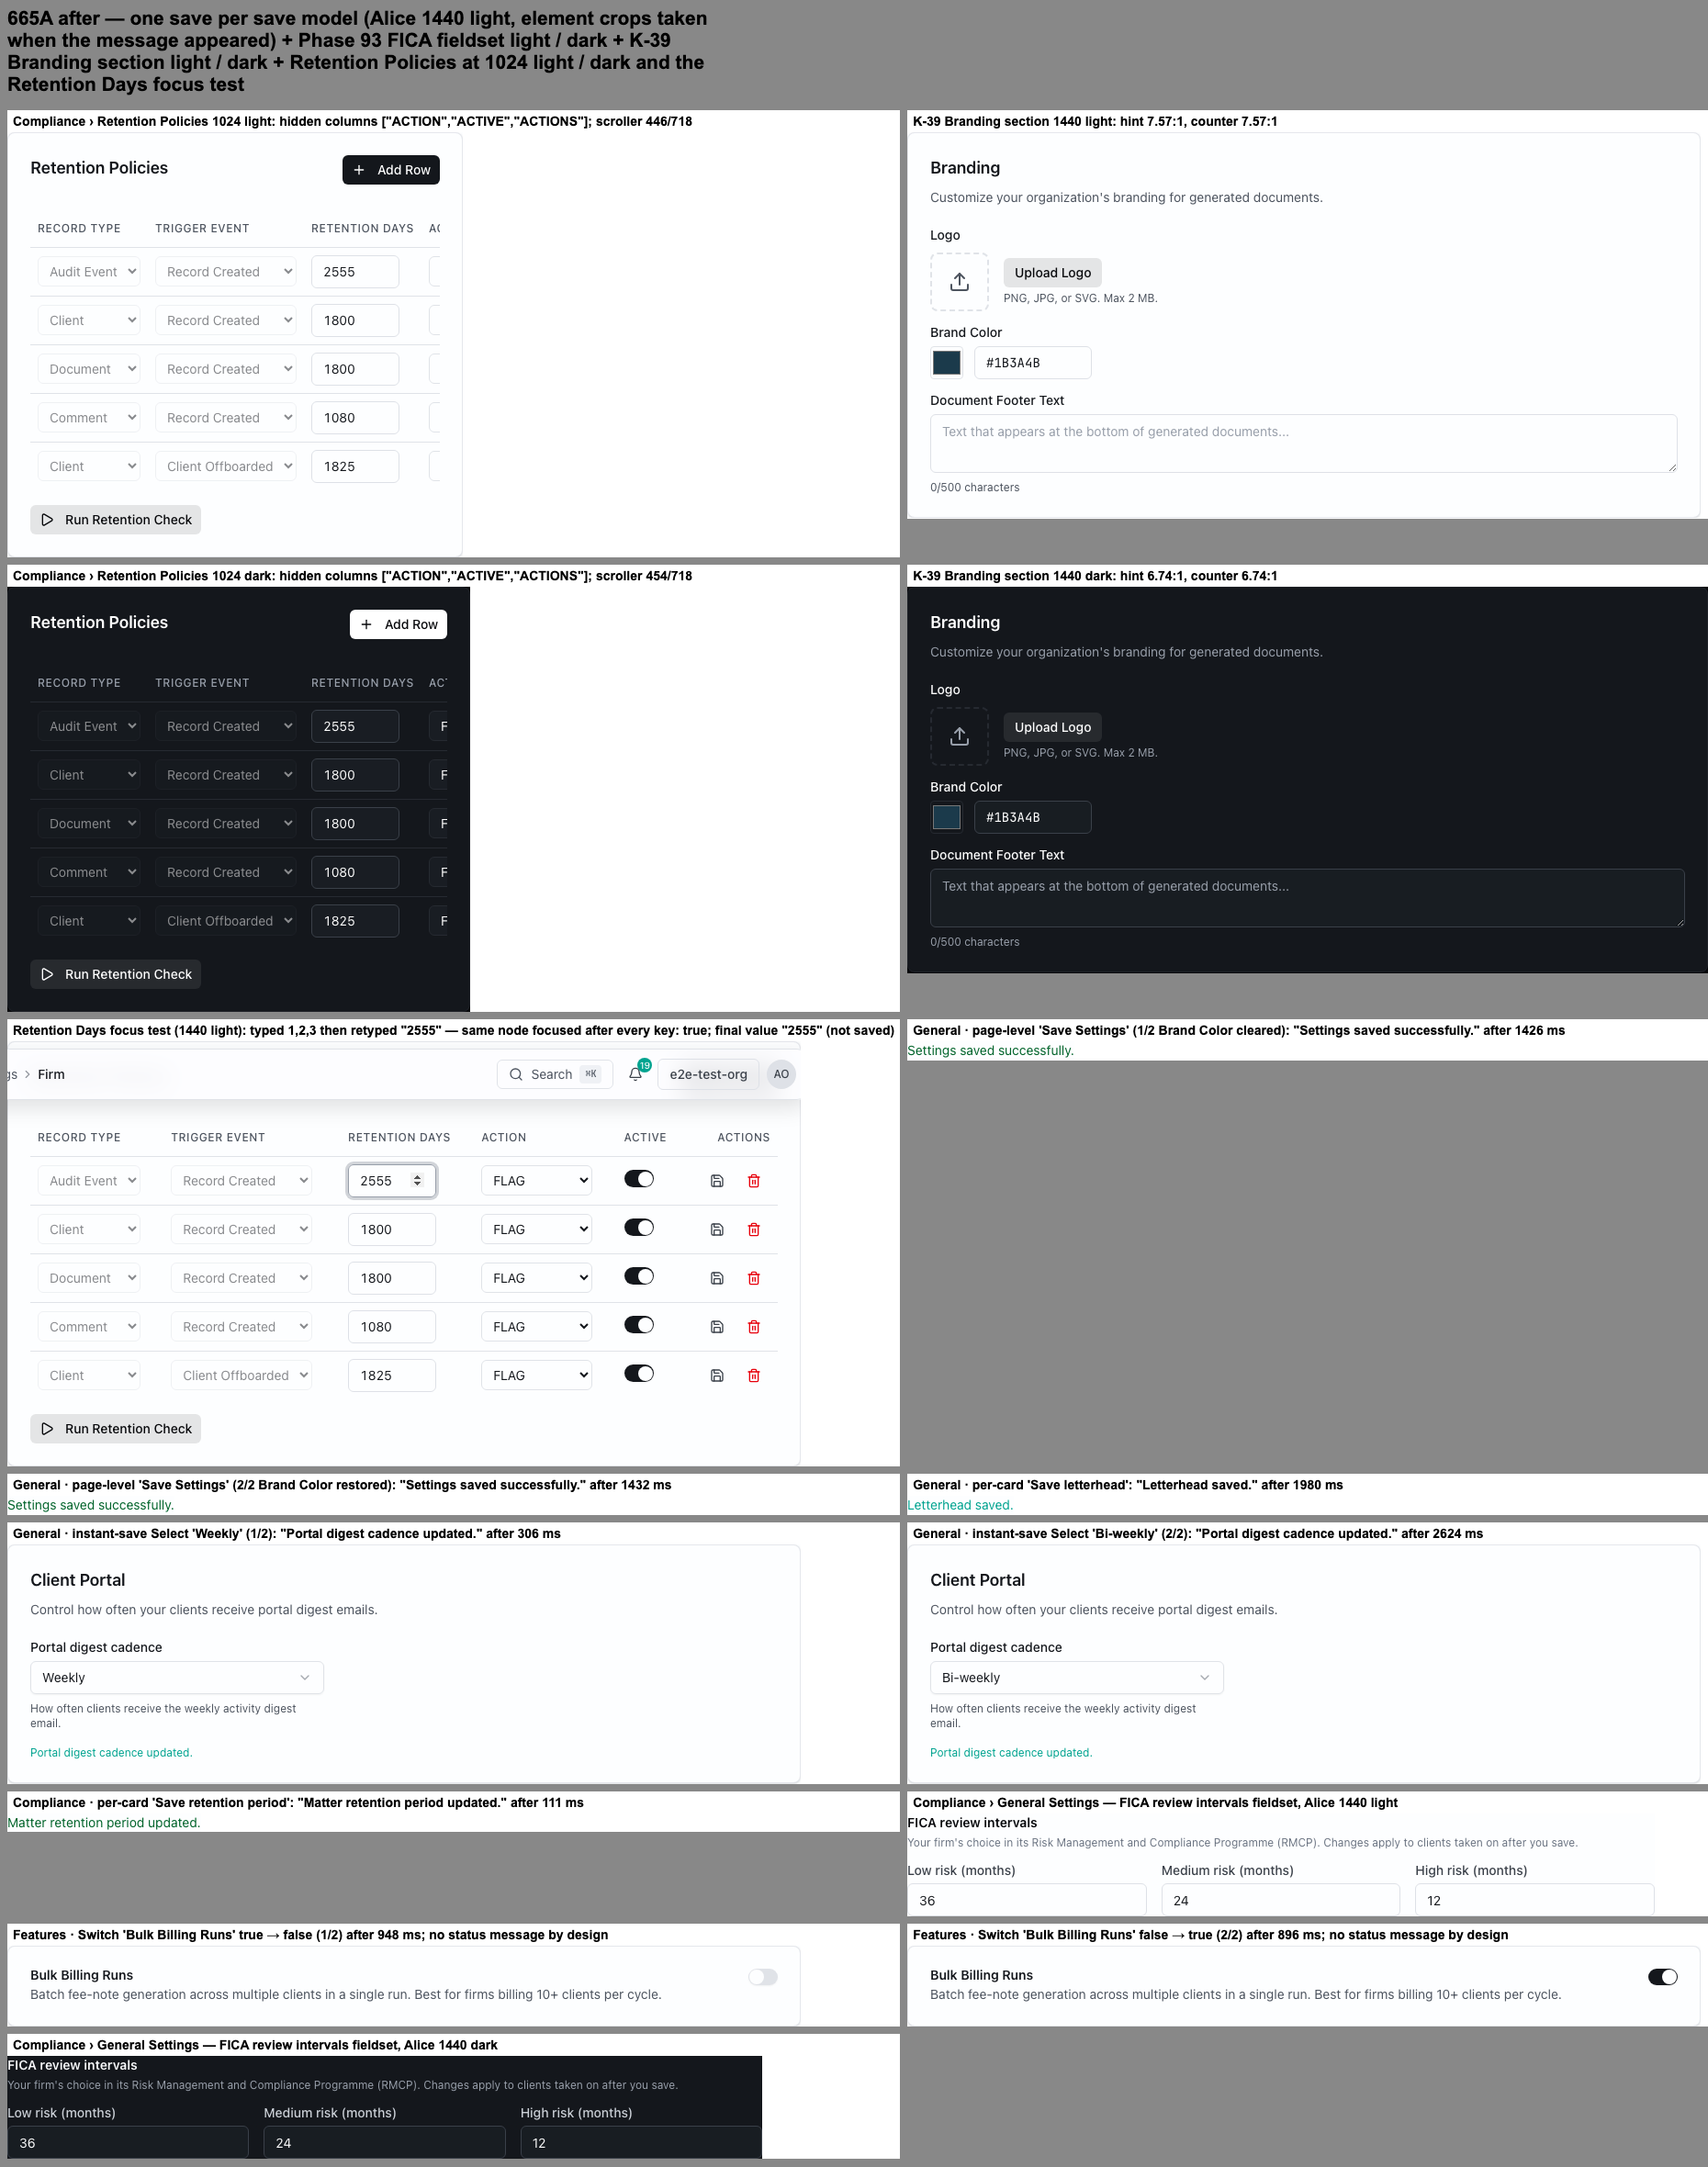 665A after — one save per save model (Alice 1440 light, element crops taken
when the message appeared) + Phase 93 FICA fieldset light / dark + K-39
Branding section light / dark + Retention Policies at 1024 light / dark and the
Retention Days focus test
Compliance › Retention Policies 1024 light: hidden columns ["ACTION","ACTIVE","ACTIONS"]; scroller 446/718
Retention Policies
Add Row
RECORD TYPE TRIGGER EVENT RETENTION DAYS
Audit Event Record Created 2555
Client Record Created 1800
Document Record Created 1800
Comment Record Created 1080
Client Client Offboarded 1825
Run Retention Check
K-39 Branding section 1440 light: hint 7.57:1, counter 7.57:1
Branding
Customize your organization's branding for generated documents.
Logo
Upload Logo
PNG, JPG, or SVG. Max 2 MB.
Brand Color
#1B3A4B
Document Footer Text
Text that appears at the bottom of generated documents...
0/500 characters
Compliance › Retention Policies 1024 dark: hidden columns ["ACTION","ACTIVE","ACTIONS"]; scroller 454/718
Retention Policies
Add Row
RECORD TYPE TRIGGER EVENT RETENTION DAYS
Audit Event Record Created 2555 F
Client Record Created 1800 F
Document Record Created 1800 F
Comment Record Created 1080 F
Client Client Offboarded 1825 F
Run Retention Check
K-39 Branding section 1440 dark: hint 6.74:1, counter 6.74:1
Branding
Customize your organization's branding for generated documents.
Logo
Upload Logo
PNG, JPG, or SVG. Max 2 MB.
Brand Color
#1B3A4B
Document Footer Text
Text that appears at the bottom of generated documents...
0/500 characters
Retention Days focus test (1440 light): typed 1,2,3 then retyped "2555" — same node focused after every key: true; final value "2555" (not saved)
gs › Firm Search ⌘K 19 e2e-test-org AO
RECORD TYPE TRIGGER EVENT RETENTION DAYS ACTION ACTIVE ACTIONS
Audit Event Record Created 2555 FLAG
Client Record Created 1800 FLAG
Document Record Created 1800 FLAG
Comment Record Created 1080 FLAG
Client Client Offboarded 1825 FLAG
Run Retention Check
General · page-level 'Save Settings' (1/2 Brand Color cleared): "Settings saved successfully." after 1426 ms
Settings saved successfully.
General · page-level 'Save Settings' (2/2 Brand Color restored): "Settings saved successfully." after 1432 ms
Settings saved successfully.
General · per-card 'Save letterhead': "Letterhead saved." after 1980 ms
Letterhead saved.
General · instant-save Select 'Weekly' (1/2): "Portal digest cadence updated." after 306 ms
Client Portal
Control how often your clients receive portal digest emails.
Portal digest cadence
Weekly
How often clients receive the weekly activity digest
email.
Portal digest cadence updated.
General · instant-save Select 'Bi-weekly' (2/2): "Portal digest cadence updated." after 2624 ms
Client Portal
Control how often your clients receive portal digest emails.
Portal digest cadence
Bi-weekly
How often clients receive the weekly activity digest
email.
Portal digest cadence updated.
Compliance · per-card 'Save retention period': "Matter retention period updated." after 111 ms
Matter retention period updated.
Compliance › General Settings — FICA review intervals fieldset, Alice 1440 light
FICA review intervals
Your firm's choice in its Risk Management and Compliance Programme (RMCP). Changes apply to clients taken on after you save.
Low risk (months) Medium risk (months) High risk (months)
36 24 12
Features · Switch 'Bulk Billing Runs' true → false (1/2) after 948 ms; no status message by design
Bulk Billing Runs
Batch fee-note generation across multiple clients in a single run. Best for firms billing 10+ clients per cycle.
Features · Switch 'Bulk Billing Runs' false → true (2/2) after 896 ms; no status message by design
Bulk Billing Runs
Batch fee-note generation across multiple clients in a single run. Best for firms billing 10+ clients per cycle.
Compliance › General Settings — FICA review intervals fieldset, Alice 1440 dark
FICA review intervals
Your firm's choice in its Risk Management and Compliance Programme (RMCP). Changes apply to clients taken on after you save.
Low risk (months) Medium risk (months) High risk (months)
36 24 12